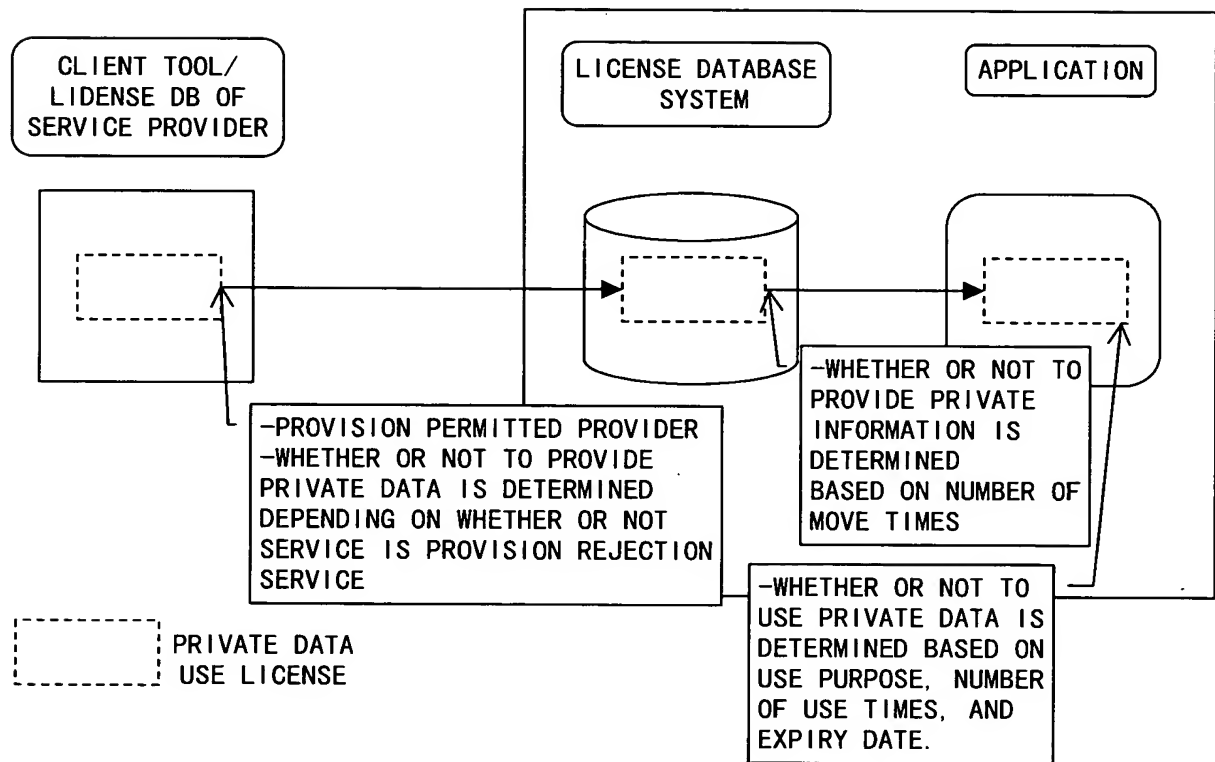 CLIENT TOOL/
LIDENSE DB OF
SERVICE PROVIDER
LICENSE DATABASE
SYSTEM
APPLICATION
-WHETHER OR NOT TO
PROVIDE PRIVATE
INFORMATION IS
DETERMINED
BASED ON NUMBER OF
MOVE TIMES
-PROVISION PERMITTED PROVIDER
-WHETHER OR NOT TO PROVIDE
PRIVATE DATA IS DETERMINED
DEPENDING ON WHETHER OR NOT
SERVICE IS PROVISION REJECTION
SERVICE
-WHETHER OR NOT TO
USE PRIVATE DATA IS
DETERMINED BASED ON
USE PURPOSE, NUMBER
OF USE TIMES, AND
EXPIRY DATE.
PRIVATE DATA
USE LICENSE